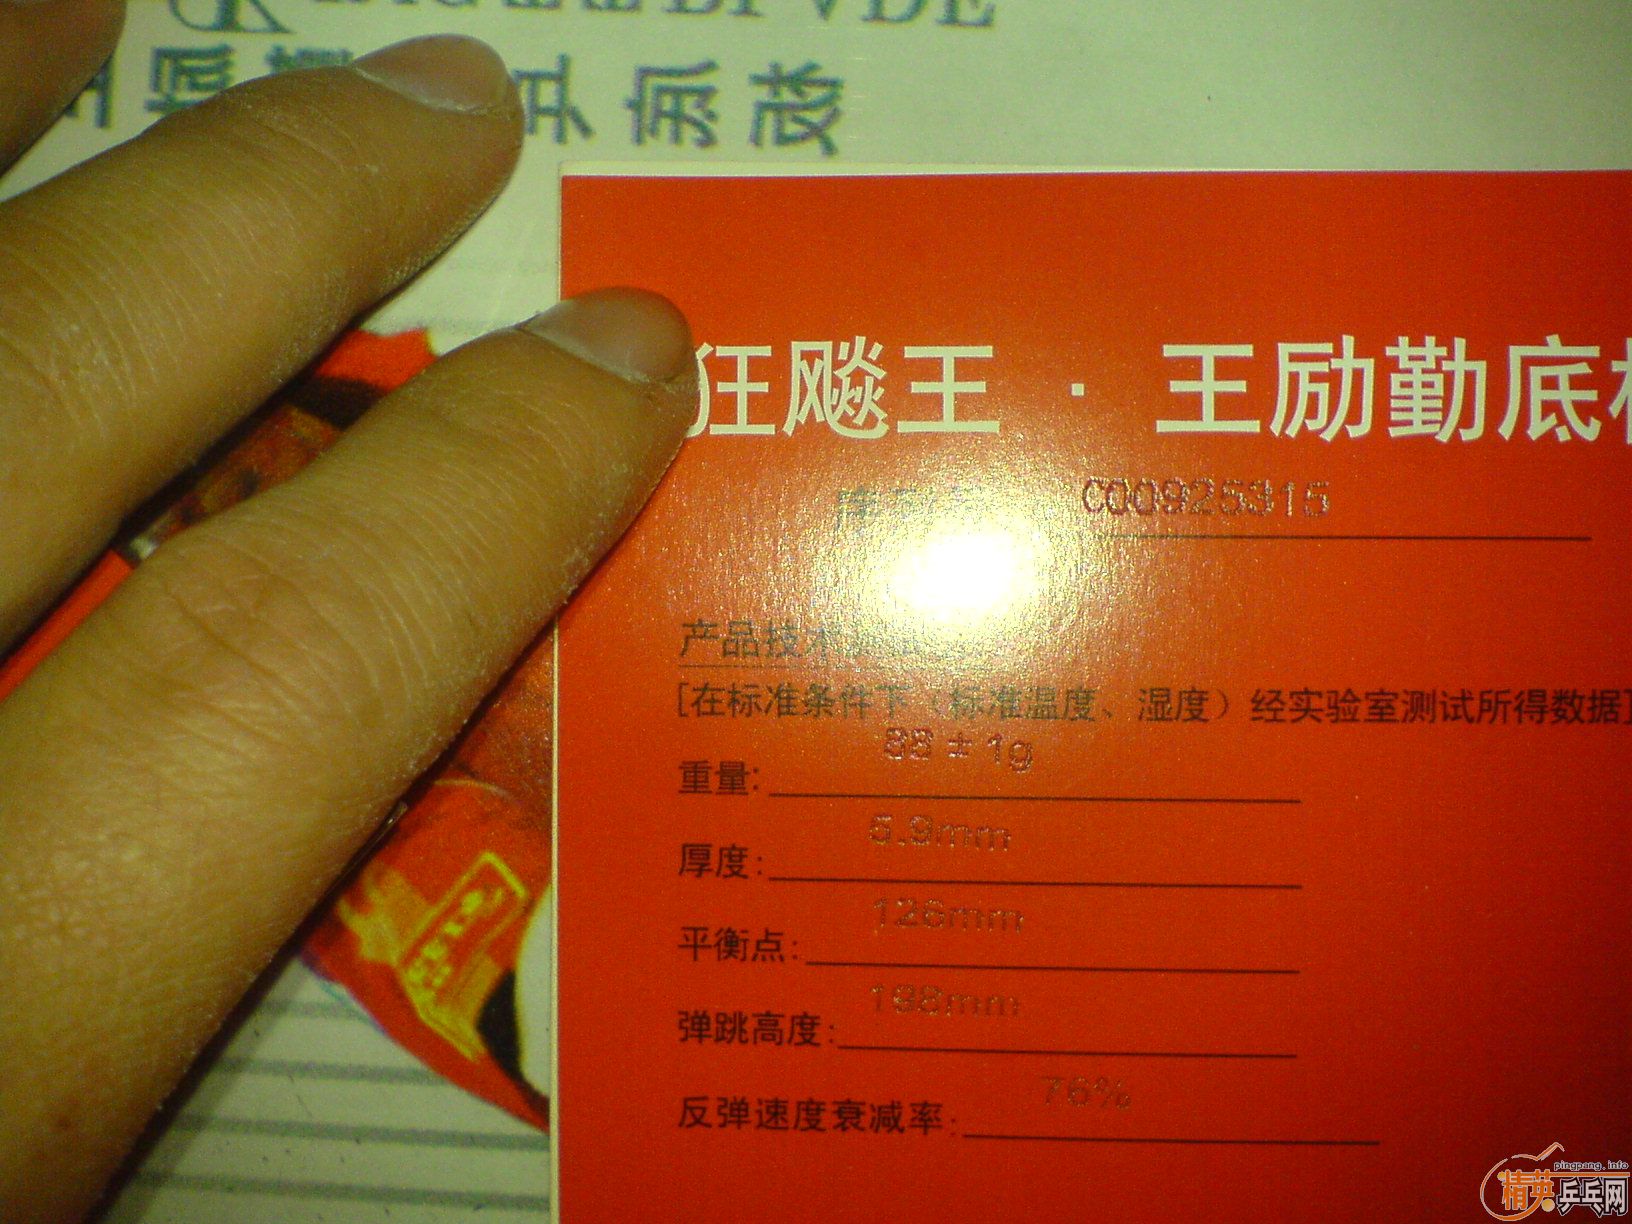 狂飚王·王励勤底
C00925315
产品技术
[在标准条件下（标准温度、湿度）经实验室测试所得数据]
重量: 88±1g
厚度: 5.9mm
平衡点: 126mm
弹跳高度: 198mm
反弹速度衰减率: 76%
pingpang.info
精英乒乓网